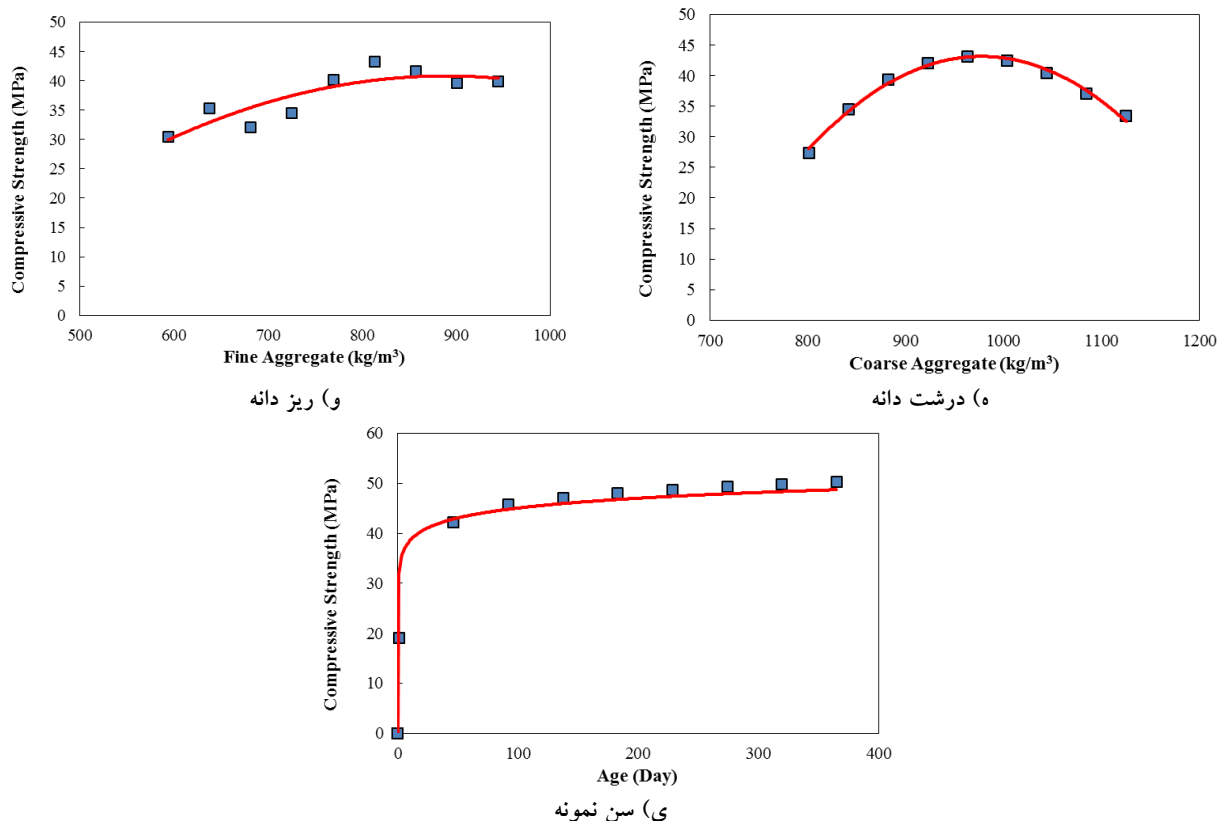 50
45
40
35
30
25
20
15
10
5
0
Compressive Strength (MPa)
500 600 700 800 900 1000
Fine Aggregate (kg/m³)
و) ریز دانه
50
45
40
35
30
25
20
15
10
5
0
Compressive Strength (MPa)
700 800 900 1000 1100 1200
Coarse Aggregate (kg/m³)
ه) درشت دانه
60
50
40
30
20
10
0
Compressive Strength (MPa)
0 100 200 300 400
Age (Day)
ی) سن نمونه